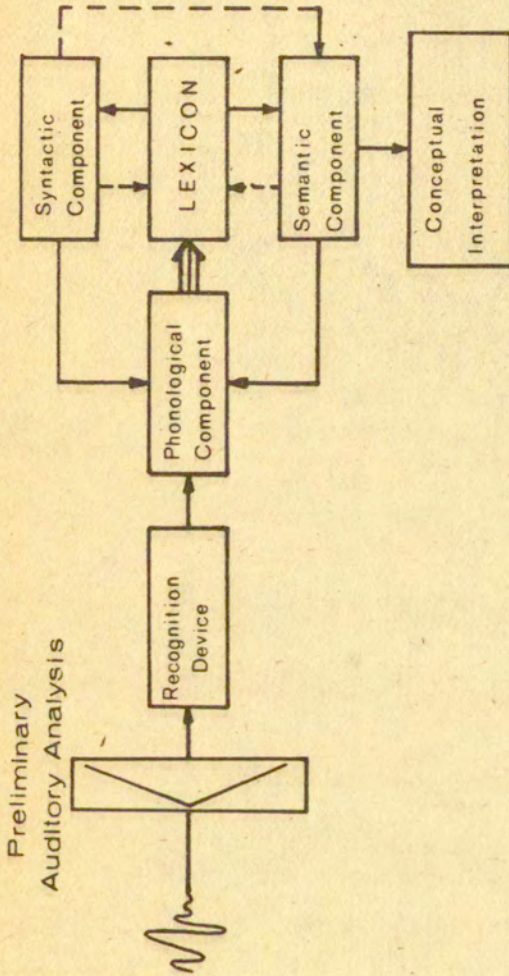 Preliminary
Auditory Analysis
Recognition
Device
Phonological
Component
Syntactic
Component
LEXICON
Semantic
Component
Conceptual
Interpretation